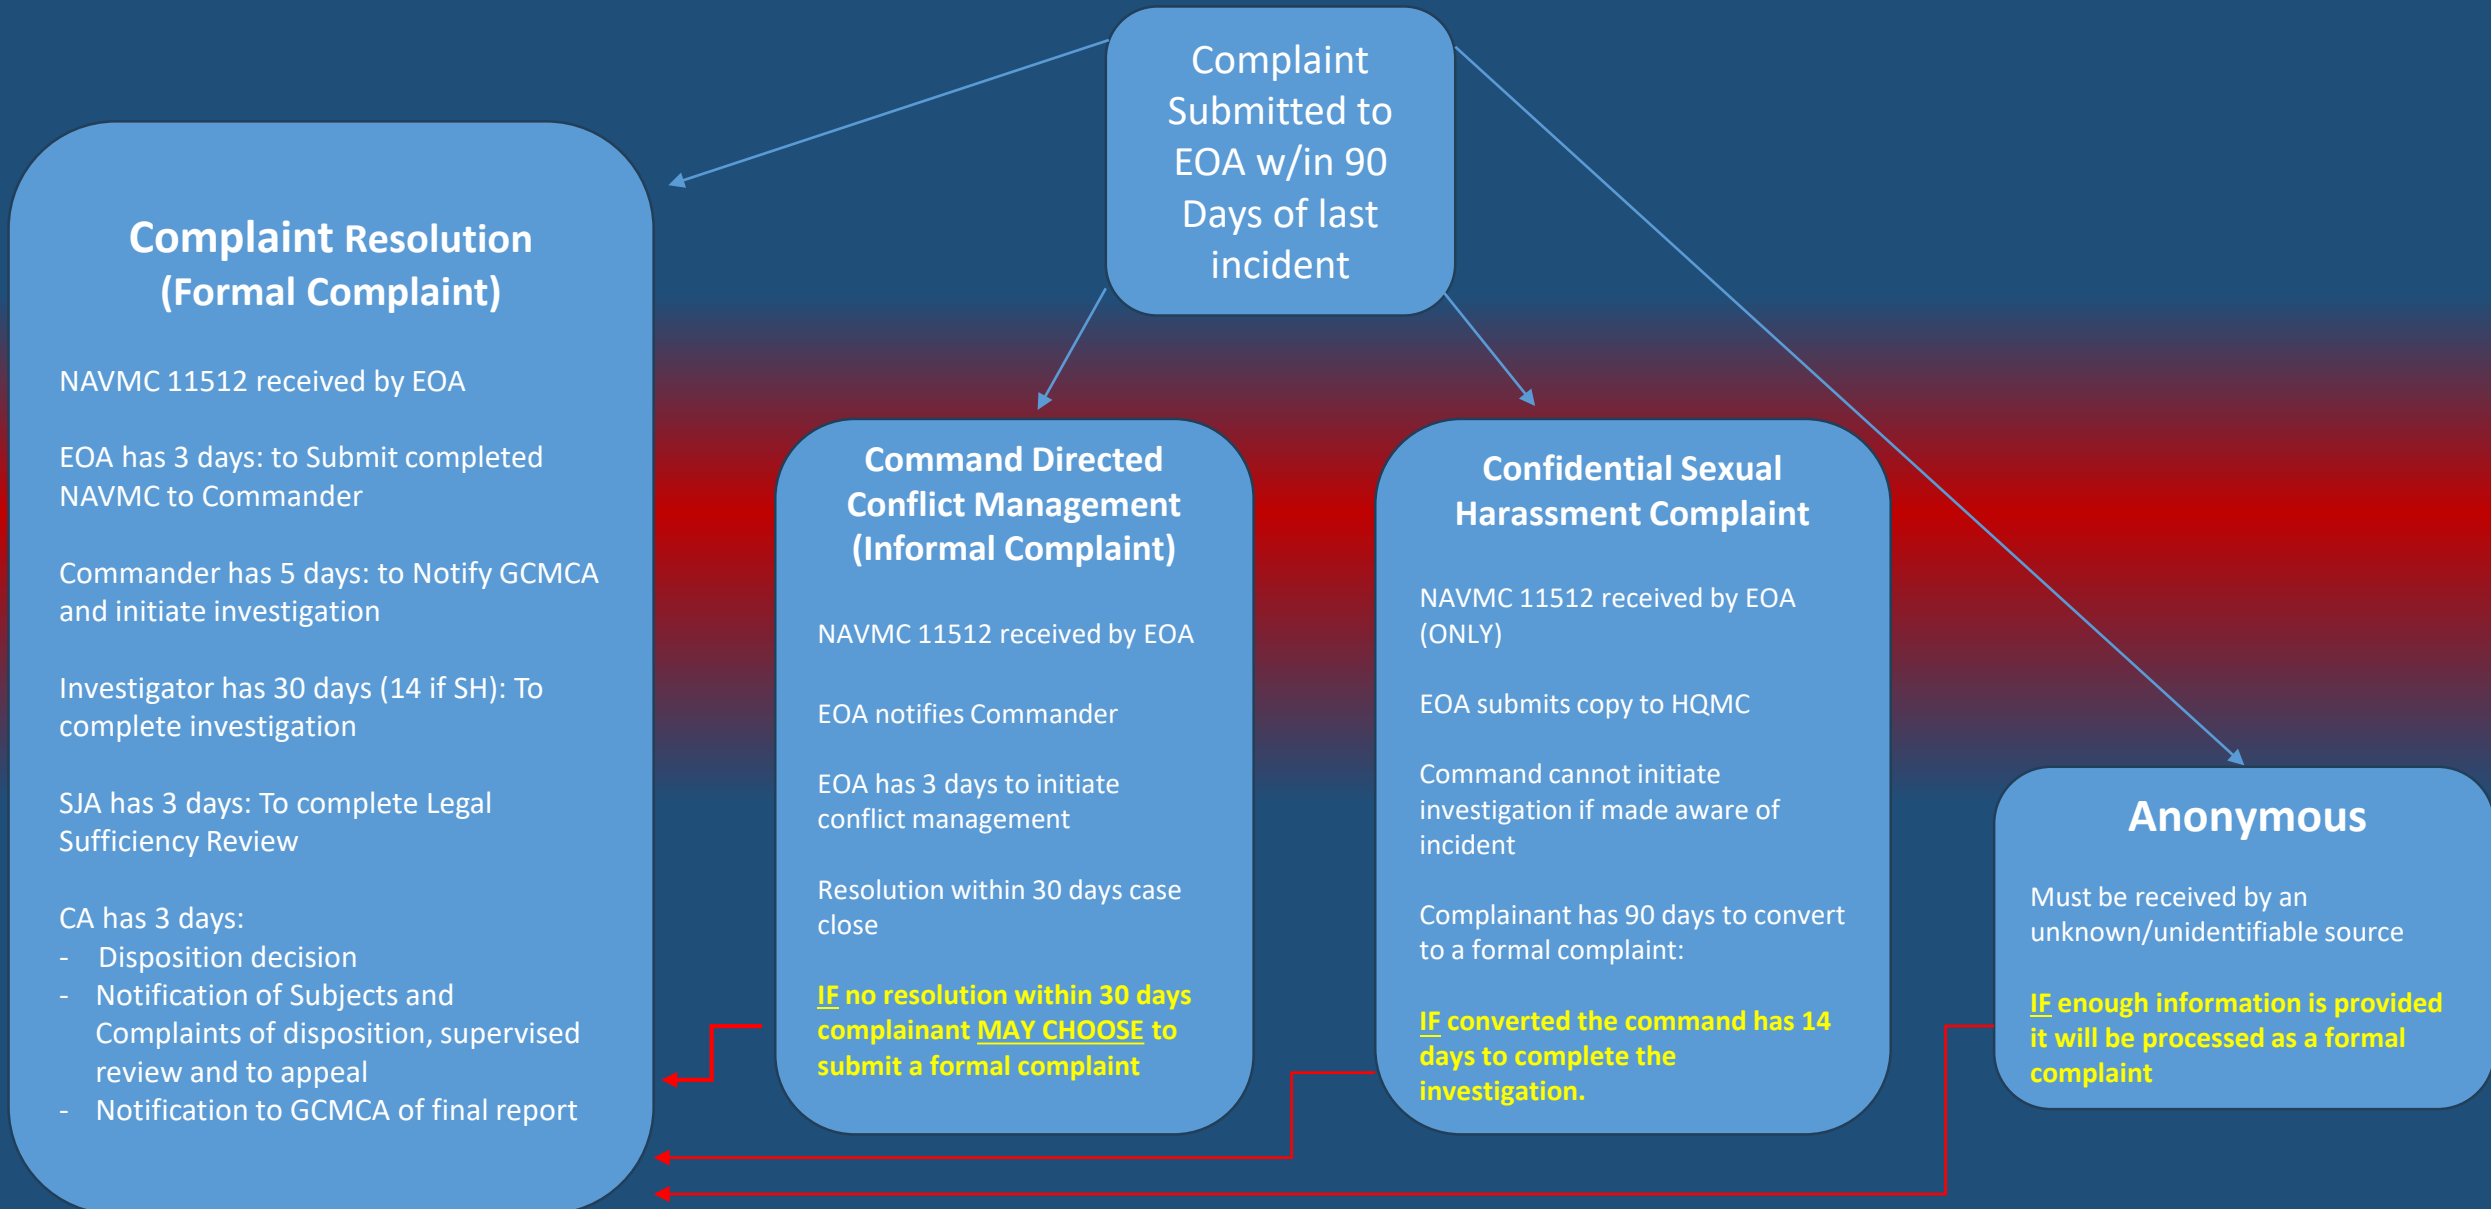 Complaint
Submitted to
EOA w/in 90
Days of last
incident
Complaint Resolution
(Formal Complaint)
NAVMC 11512 received by EOA
EOA has 3 days: to Submit completed
NAVMC to Commander
Commander has 5 days: to Notify GCMCA
and initiate investigation
Investigator has 30 days (14 if SH): To
complete investigation
SJA has 3 days: To complete Legal
Sufficiency Review
CA has 3 days:
- Disposition decision
- Notification of Subjects and
Complaints of disposition, supervised
review and to appeal
- Notification to GCMCA of final report
Command Directed
Conflict Management
(Informal Complaint)
NAVMC 11512 received by EOA
EOA notifies Commander
EOA has 3 days to initiate
conflict management
Resolution within 30 days case
close
IF no resolution within 30 days
complainant MAY CHOOSE to
submit a formal complaint
Confidential Sexual
Harassment Complaint
NAVMC 11512 received by EOA
(ONLY)
EOA submits copy to HQMC
Command cannot initiate
investigation if made aware of
incident
Complainant has 90 days to convert
to a formal complaint:
IF converted the command has 14
days to complete the
investigation.
Anonymous
Must be received by an
unknown/unidentifiable source
IF enough information is provided
it will be processed as a formal
complaint